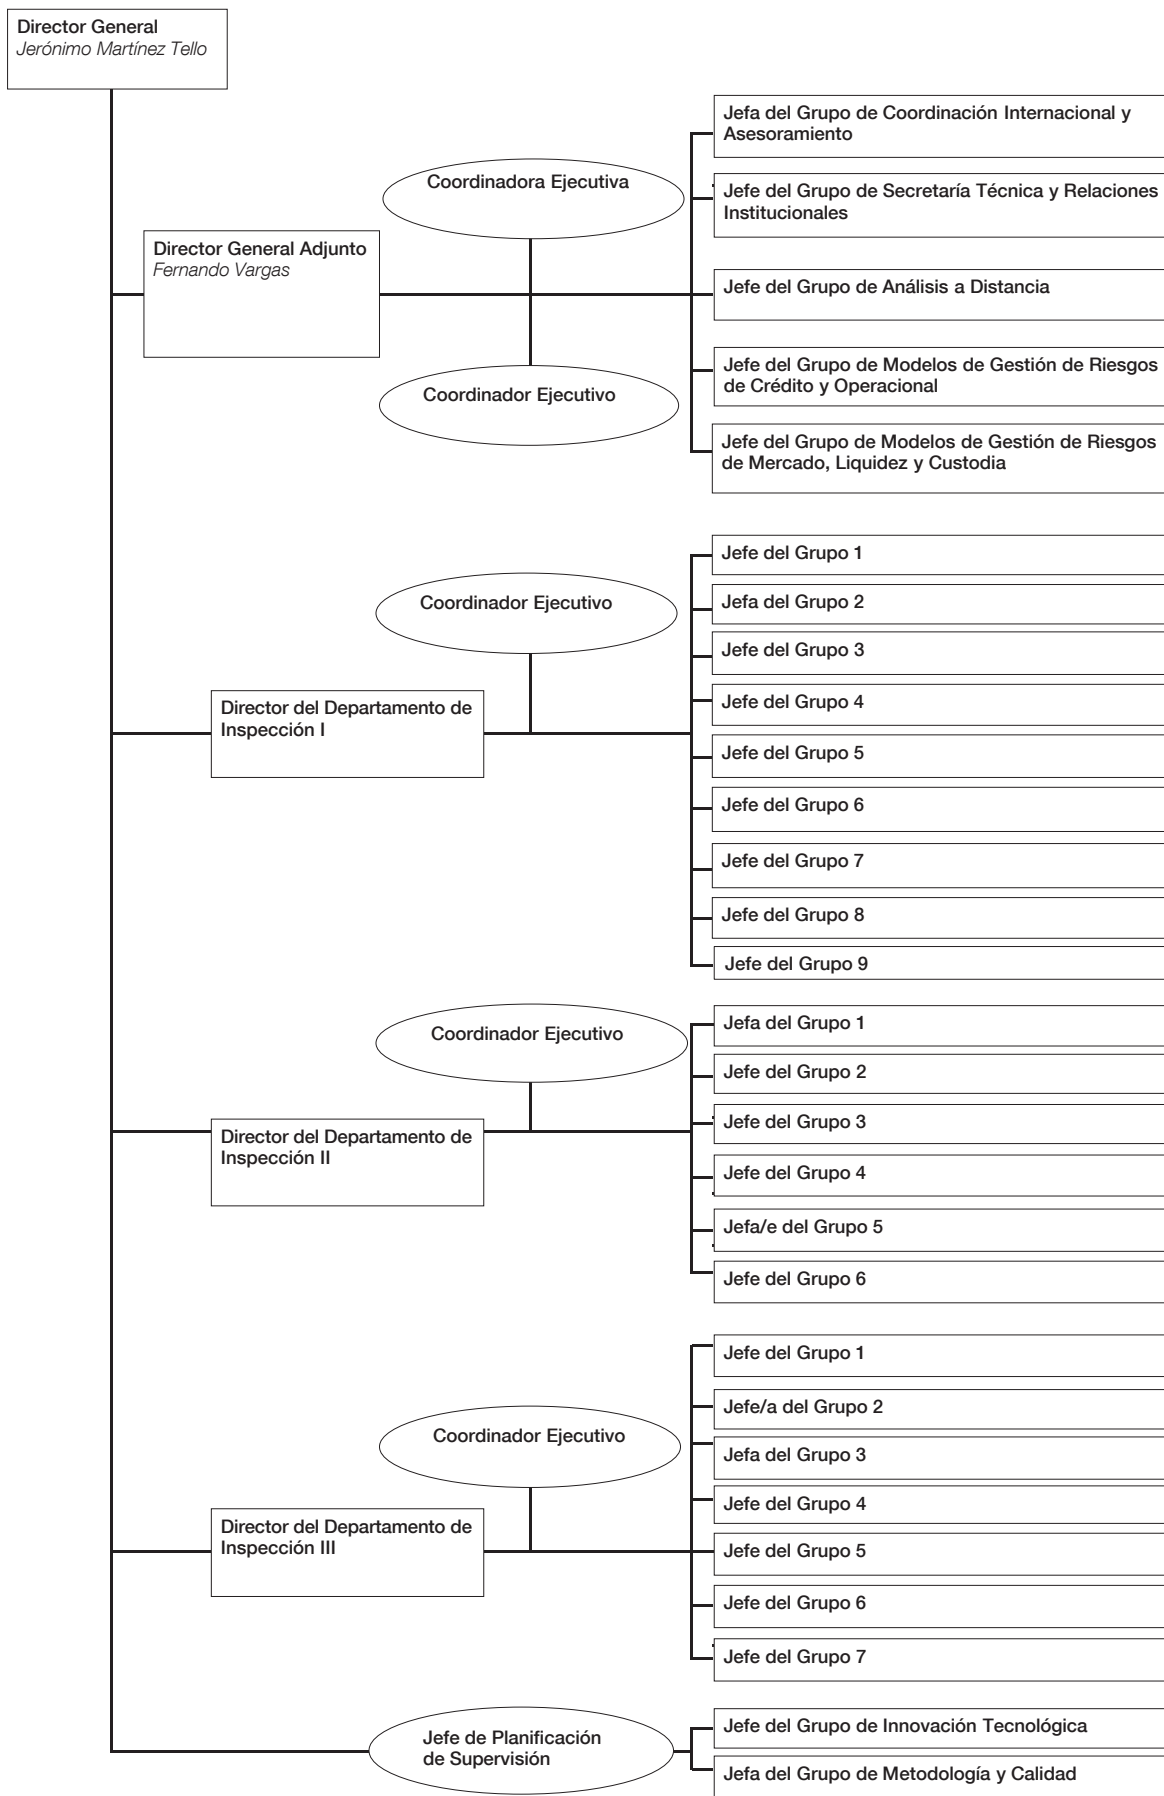 Director General
Jerónimo Martínez Tello
Jefa del Grupo de Coordinación Internacional y
Asesoramiento
Coordinadora Ejecutiva
Jefe del Grupo de Secretaría Técnica y Relaciones
Institucionales
Director General Adjunto
Fernando Vargas
Jefe del Grupo de Análisis a Distancia
Coordinador Ejecutivo
Jefe del Grupo de Modelos de Gestión de Riesgos
de Crédito y Operacional
Jefe del Grupo de Modelos de Gestión de Riesgos
de Mercado, Liquidez y Custodia
Coordinador Ejecutivo
Director del Departamento de
Inspección I
Jefe del Grupo 1
Jefa del Grupo 2
Jefe del Grupo 3
Jefe del Grupo 4
Jefe del Grupo 5
Jefe del Grupo 6
Jefe del Grupo 7
Jefe del Grupo 8
Jefe del Grupo 9
Coordinador Ejecutivo
Director del Departamento de
Inspección II
Jefa del Grupo 1
Jefe del Grupo 2
Jefe del Grupo 3
Jefe del Grupo 4
Jefa/e del Grupo 5
Jefe del Grupo 6
Coordinador Ejecutivo
Director del Departamento de
Inspección III
Jefe del Grupo 1
Jefe/a del Grupo 2
Jefa del Grupo 3
Jefe del Grupo 4
Jefe del Grupo 5
Jefe del Grupo 6
Jefe del Grupo 7
Jefe de Planificación
de Supervisión
Jefe del Grupo de Innovación Tecnológica
Jefa del Grupo de Metodología y Calidad